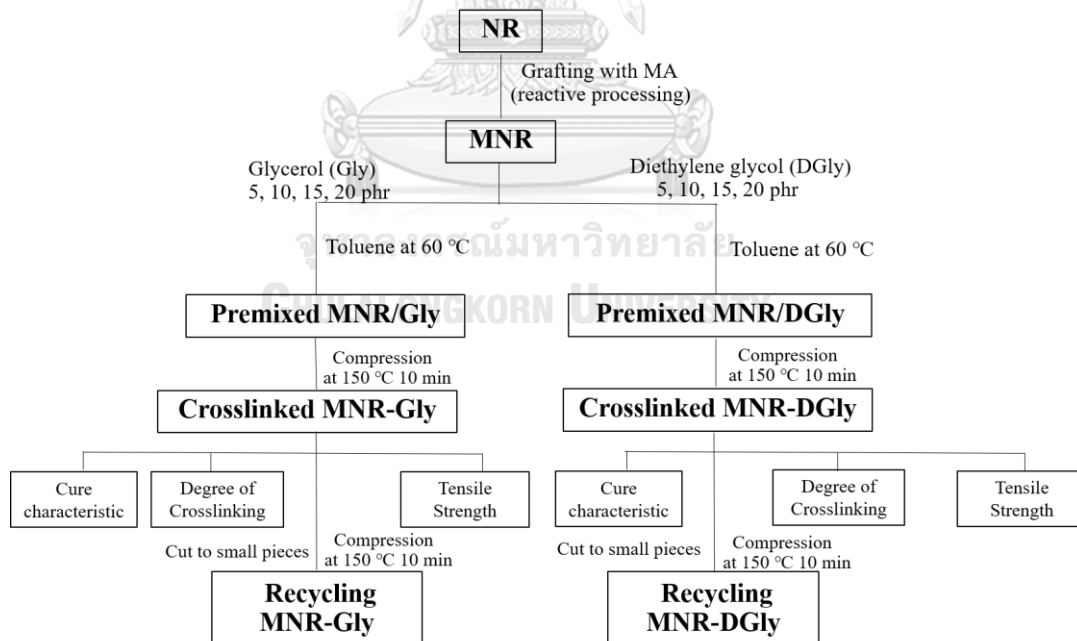 NR
Grafting with MA
(reactive processing)
MNR
Glycerol (Gly)
5, 10, 15, 20 phr
Diethylene glycol (DGly)
5, 10, 15, 20 phr
Toluene at 60 °C
Toluene at 60 °C
จุฬาลงกรณ์มหาวิทยาลัย
CHULALONGKORN UNIVERSITY
Premixed MNR/Gly
Premixed MNR/DGly
Compression
at 150 °C 10 min
Compression
at 150 °C 10 min
Crosslinked MNR-Gly
Crosslinked MNR-DGly
Cure
characteristic
Degree of
Crosslinking
Tensile
Strength
Cure
characteristic
Degree of
Crosslinking
Tensile
Strength
Cut to small pieces
Compression
at 150 °C 10 min
Cut to small pieces
Compression
at 150 °C 10 min
Recycling
MNR-Gly
Recycling
MNR-DGly